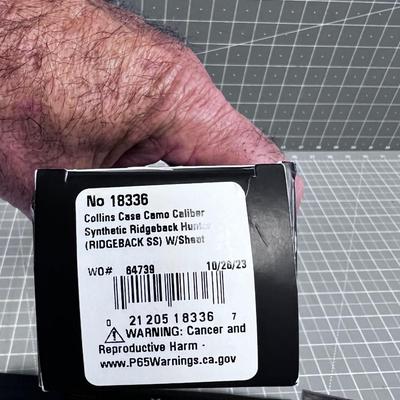 No 18336
Collins Case Camo Caliber
Synthetic Ridgeback Hunter
(RIDGEBACK SS) W/Sheat
WO# 64739 10/26/23
0 21205 18336 7
WARNING: Cancer and
Reproductive Harm -
www.P65Warnings.ca.gov